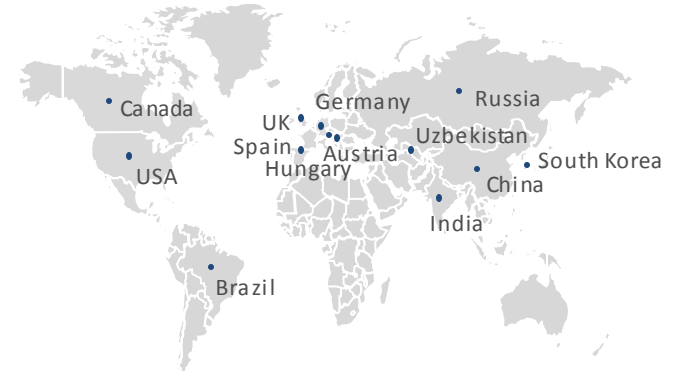 Germany
Russia
Canada
UK
Uzbekistan
Spain
Austria
South Korea
Hungary
USA
China
India
Brazil